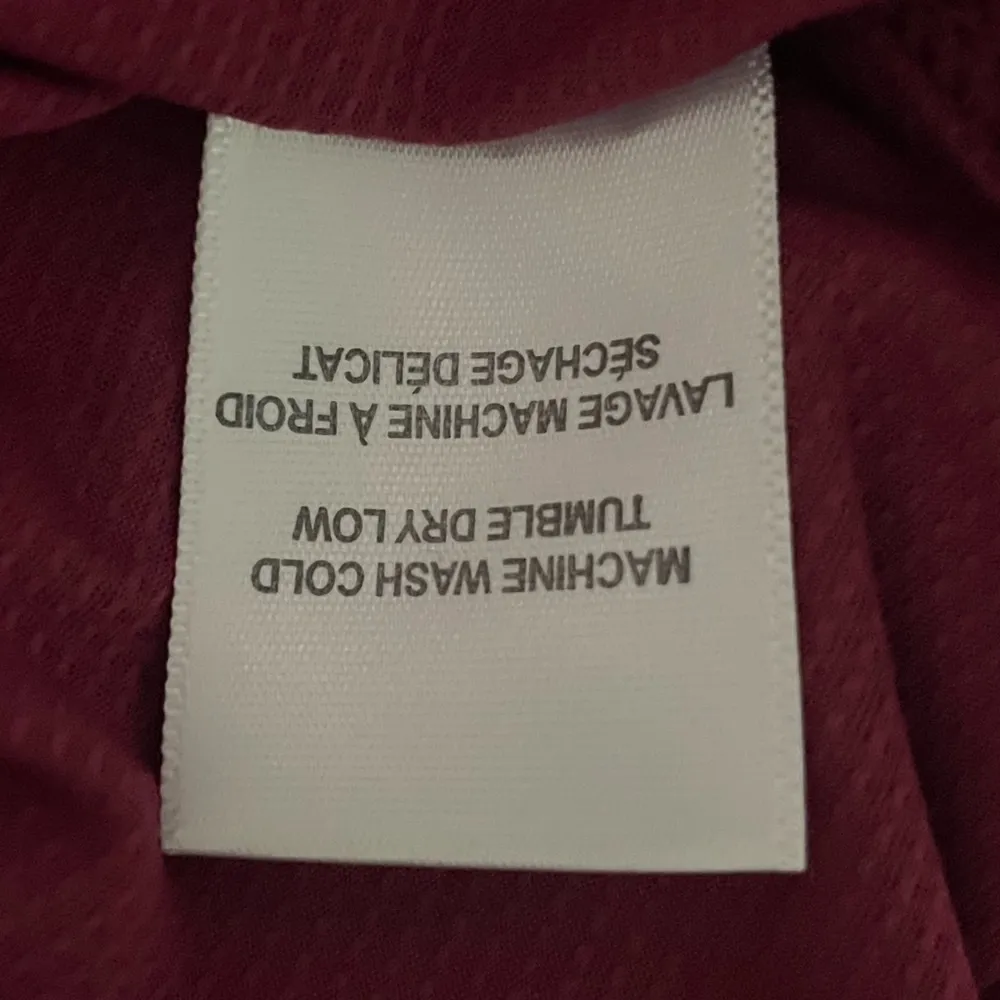 MACHINE WASH COLD
TUMBLE DRY LOW
LAVAGE MACHINE À FROID
SÉCHAGE DÉLICAT